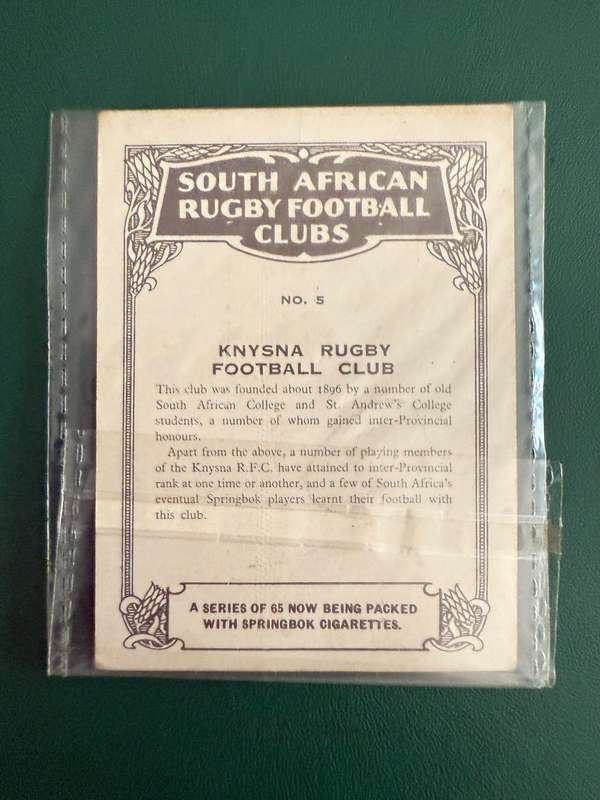 SOUTH AFRICAN
RUGBY FOOTBALL
CLUBS
NO. 5
KNYSNA RUGBY
FOOTBALL CLUB
This club was founded about 1896 by a number of old
South African College and St. Andrew's College
students, a number of whom gained inter-Provincial
honours.
Apart from the above, a number of playing members
of the Knysna R.F.C. have attained to inter-Provincial
rank at one time or another, and a few of South Africa's
eventual Springbok players learnt their football with
this club.
A SERIES OF 65 NOW BEING PACKED
WITH SPRINGBOK CIGARETTES.